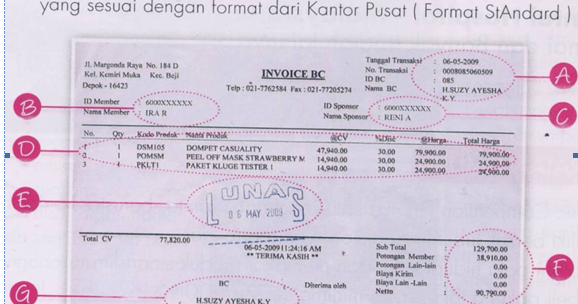 yang sesuai dengan format dari Kantor Pusat ( Format StAndard )
Jl. Margonda Raya No. 184 D
Kel. Kemiri Muka Kec. Beji
Depok - 16423
INVOICE BC
Telp : 021-7762584 Fax : 021-77205274
Tanggal Transaksi : 06-05-2009
No. Transaksi : 0008085060509
ID BC : 085
Nama BC : H.SUZY AYESHA
K.Y.
A
B
ID Member : 6000XXXXXX
Nama Member : IRA R
ID Sponsor : 6000XXXXXX
Nama Sponsor : RENI A
C
No. Qty Kode Produk Nama Produk @CV %Disc @Harga Total Harga
D
1 1 DSM105 DOMPET CASUALITY 47,940.00 30.00 79,900.00 79,900.00
POMSM PEEL OFF MASK STRAWBERRY M 14,940.00 30.00 24,900.00 24,900.00
3 PKLT1 PAKET KLUGE TESTER 1 14,940.00 30.00 24,900.00 24,900.00
E
LUNAS
06 MAY 2009
Total CV 77,820.00
06-05-2009 11:24:16 AM
** TERIMA KASIH **
Sub Total : 129,700.00
Potongan Member : 38,910.00
Potongan Lain-lain : 0.00
Biaya Kirim : 0.00
Biaya Lain -Lain : 0.00
Netto : 90,790.00
F
G
BC Diterima oleh
H.SUZY AYESHA K.Y